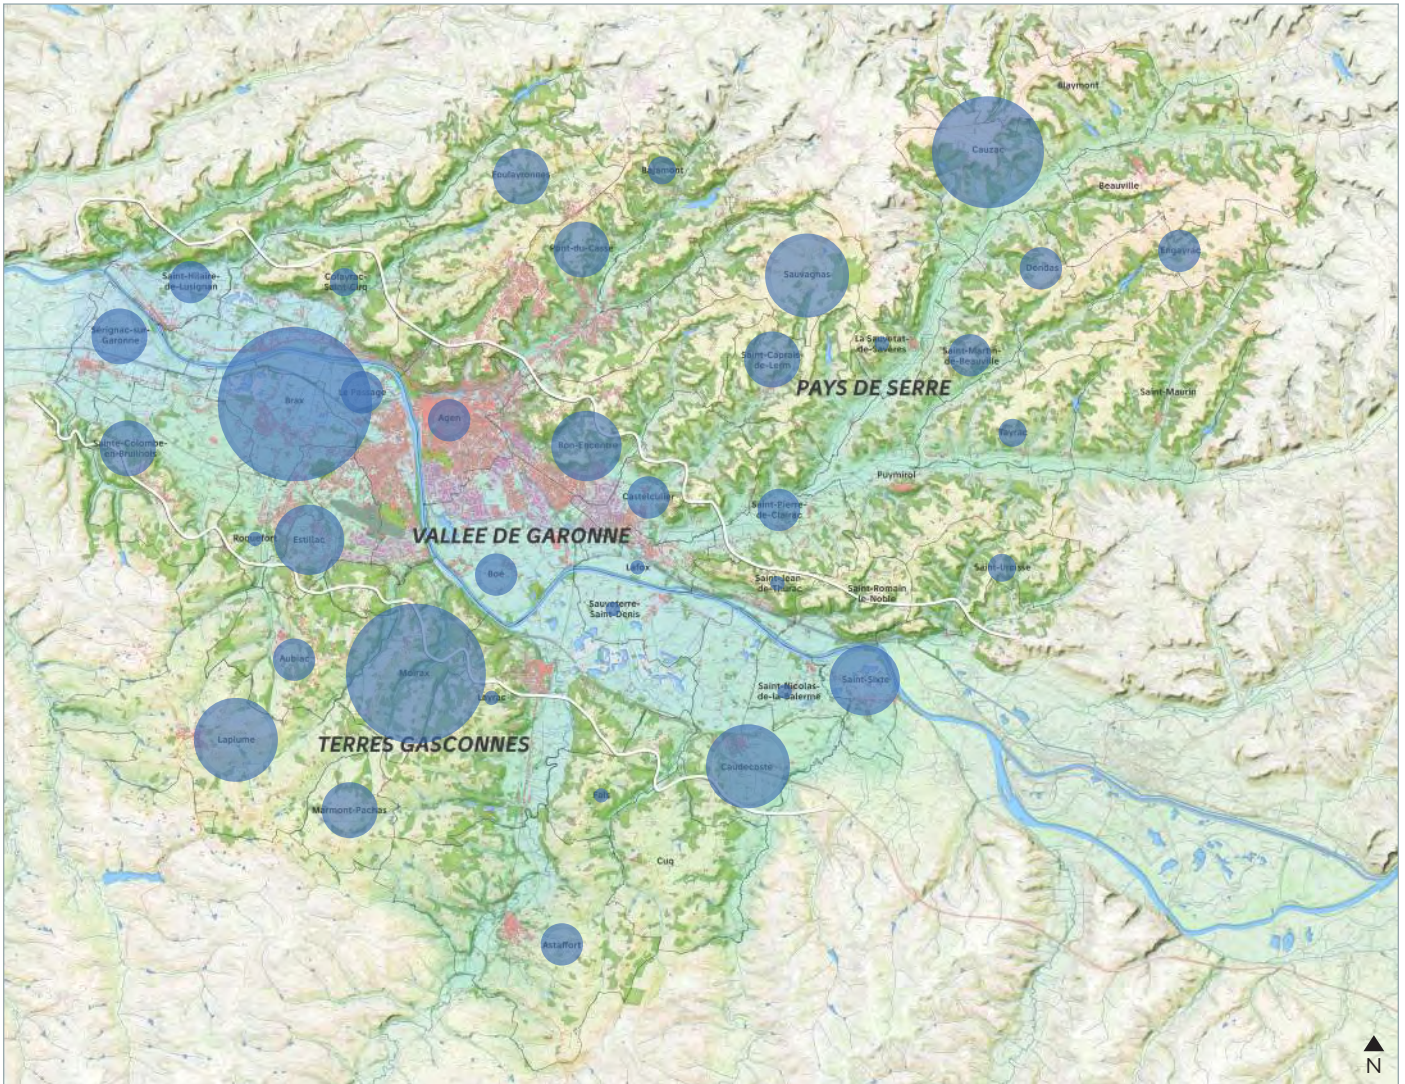 Blaymont
Cauzac
Foulayronnes
Bajamont
Beauville
Pont-du-Casse
Engayrac
Sauvagnas
Dondas
Saint-Hilaire-
de-Lusignan
Colayrac-
Saint-Cirq
Sérignac-sur-
Garonne
La Sauvetat-
de-Savères
Saint-Caprais-
de-Lerm
Saint-Martin-
de-Beauville
PAYS DE SERRE
Saint-Maurin
Brax
Le Passage
Agen
Tayrac
Sainte-Colombe-
en-Bruilhois
Bon-Encontre
Puymirol
Castelculier
Saint-Pierre-
de-Clairac
Roquefort
Estillac
VALLEE DE GARONNE
Boé
Lafox
Saint-Jean-
de-Thurac
Saint-Urcisse
Saint-Romain
le-Noble
Sauveterre-
Saint-Denis
Aubiac
Moirax
Saint-Sixte
Layrac
Saint-Nicolas-
de-la-Balerme
Laplume
TERRES GASCONNES
Caudecoste
Fals
Marmont-Pachas
Cuq
Astaffort
N